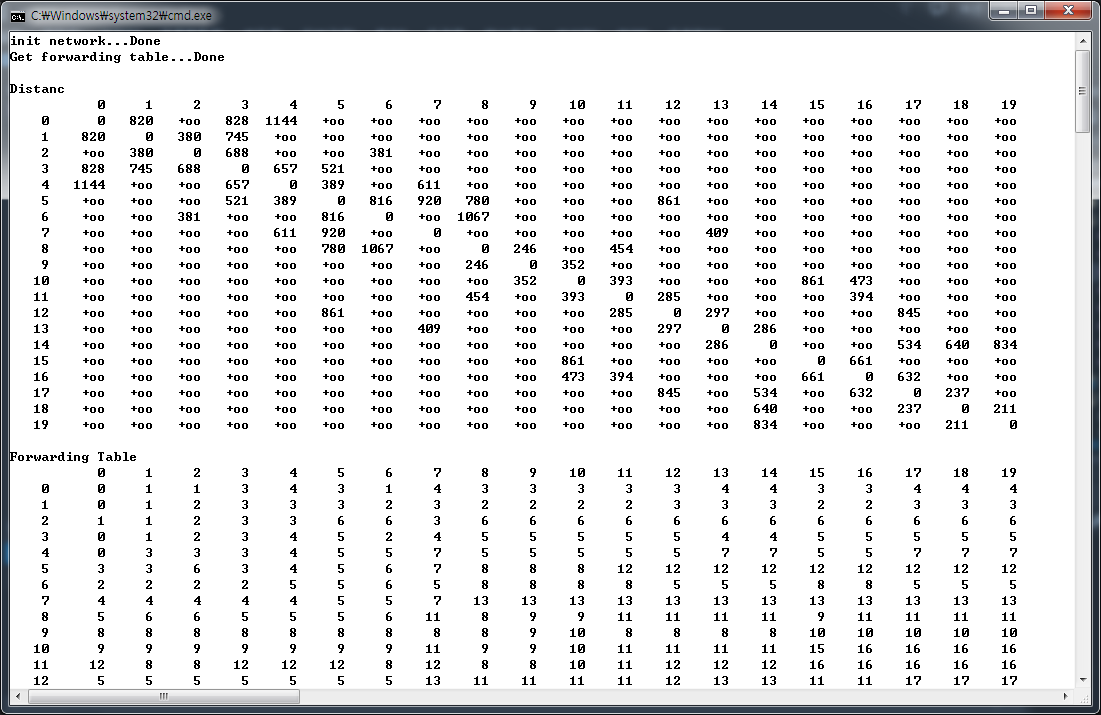 C:₩Windows₩system32₩cmd.exe
init network...Done
Get forwarding table...Done
Distanc
0 1 2 3 4 5 6 7 8 9 10 11 12 13 14 15 16 17 18 19
0 0 820 +oo 828 1144 +oo +oo +oo +oo +oo +oo +oo +oo +oo +oo +oo +oo +oo +oo +oo
1 820 0 380 745 +oo +oo +oo +oo +oo +oo +oo +oo +oo +oo +oo +oo +oo +oo +oo +oo
2 +oo 380 0 688 +oo +oo 381 +oo +oo +oo +oo +oo +oo +oo +oo +oo +oo +oo +oo +oo
3 828 745 688 0 657 521 +oo +oo +oo +oo +oo +oo +oo +oo +oo +oo +oo +oo +oo +oo
4 1144 +oo +oo 657 0 389 +oo 611 +oo +oo +oo +oo +oo +oo +oo +oo +oo +oo +oo +oo
5 +oo +oo +oo 521 389 0 816 920 780 +oo +oo +oo 861 +oo +oo +oo +oo +oo +oo +oo
6 +oo +oo 381 +oo +oo 816 0 +oo 1067 +oo +oo +oo +oo +oo +oo +oo +oo +oo +oo +oo
7 +oo +oo +oo +oo 611 920 +oo 0 +oo +oo +oo +oo +oo 409 +oo +oo +oo +oo +oo +oo
8 +oo +oo +oo +oo +oo 780 1067 +oo 0 246 +oo 454 +oo +oo +oo +oo +oo +oo +oo +oo
9 +oo +oo +oo +oo +oo +oo +oo +oo 246 0 352 +oo +oo +oo +oo +oo +oo +oo +oo +oo
10 +oo +oo +oo +oo +oo +oo +oo +oo +oo 352 0 393 +oo +oo +oo 861 473 +oo +oo +oo
11 +oo +oo +oo +oo +oo +oo +oo +oo 454 +oo 393 0 285 +oo +oo +oo 394 +oo +oo +oo
12 +oo +oo +oo +oo +oo 861 +oo +oo +oo +oo +oo 285 0 297 +oo +oo +oo 845 +oo +oo
13 +oo +oo +oo +oo +oo +oo +oo 409 +oo +oo +oo +oo 297 0 286 +oo +oo +oo +oo +oo
14 +oo +oo +oo +oo +oo +oo +oo +oo +oo +oo +oo +oo +oo 286 0 +oo +oo 534 640 834
15 +oo +oo +oo +oo +oo +oo +oo +oo +oo +oo 861 +oo +oo +oo +oo 0 661 +oo +oo +oo
16 +oo +oo +oo +oo +oo +oo +oo +oo +oo +oo 473 394 +oo +oo +oo 661 0 632 +oo +oo
17 +oo +oo +oo +oo +oo +oo +oo +oo +oo +oo +oo +oo 845 +oo 534 +oo 632 0 237 +oo
18 +oo +oo +oo +oo +oo +oo +oo +oo +oo +oo +oo +oo +oo +oo 640 +oo +oo 237 0 211
19 +oo +oo +oo +oo +oo +oo +oo +oo +oo +oo +oo +oo +oo +oo 834 +oo +oo +oo 211 0
Forwarding Table
0 1 2 3 4 5 6 7 8 9 10 11 12 13 14 15 16 17 18 19
0 0 1 1 3 4 3 1 4 3 3 3 3 3 4 4 3 3 4 4 4
1 0 1 2 3 3 3 2 3 2 2 2 2 3 3 3 2 2 3 3 3
2 1 1 2 3 3 6 6 3 6 6 6 6 6 6 6 6 6 6 6 6
3 0 1 2 3 4 5 2 4 5 5 5 5 5 4 4 5 5 5 5 5
4 0 3 3 3 4 5 5 7 5 5 5 5 5 7 7 5 5 7 7 7
5 3 3 6 3 4 5 6 7 8 8 8 12 12 12 12 12 12 12 12 12
6 2 2 2 2 5 5 6 5 8 8 8 8 5 5 5 8 8 5 5 5
7 4 4 4 4 4 5 5 7 13 13 13 13 13 13 13 13 13 13 13 13
8 5 6 6 5 5 5 6 11 8 9 9 11 11 11 11 9 11 11 11 11
9 8 8 8 8 8 8 8 8 8 9 10 8 8 8 8 10 10 10 10 10
10 9 9 9 9 9 9 9 11 9 9 10 11 11 11 11 15 16 16 16 16
11 12 8 8 12 12 12 8 12 8 8 10 11 12 12 12 16 16 16 16 16
12 5 5 5 5 5 5 5 13 11 11 11 11 12 13 13 11 11 17 17 17